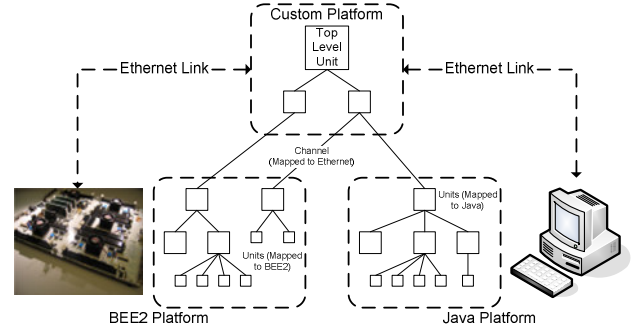 Custom Platform
Top
Level
Unit
Ethernet Link
Ethernet Link
Channel
(Mapped to Ethernet)
Units (Mapped
to Java)
Units (Mapped
to BEE2)
BEE2 Platform
Java Platform